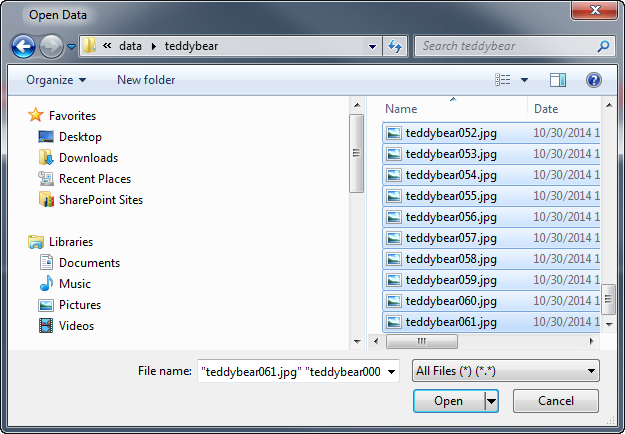 Open Data
« data teddybear
Search teddybear
Organize New folder
Name Date
Favorites
Desktop
Downloads
Recent Places
SharePoint Sites
Libraries
Documents
Music
Pictures
Videos
teddybear052.jpg 10/30/2014 1
teddybear053.jpg 10/30/2014 1
teddybear054.jpg 10/30/2014 1
teddybear055.jpg 10/30/2014 1
teddybear056.jpg 10/30/2014 1
teddybear057.jpg 10/30/2014 1
teddybear058.jpg 10/30/2014 1
teddybear059.jpg 10/30/2014 1
teddybear060.jpg 10/30/2014 1
teddybear061.jpg 10/30/2014 1
File name: "teddybear061.jpg" "teddybear000
All Files (*) (*.*)
Open Cancel